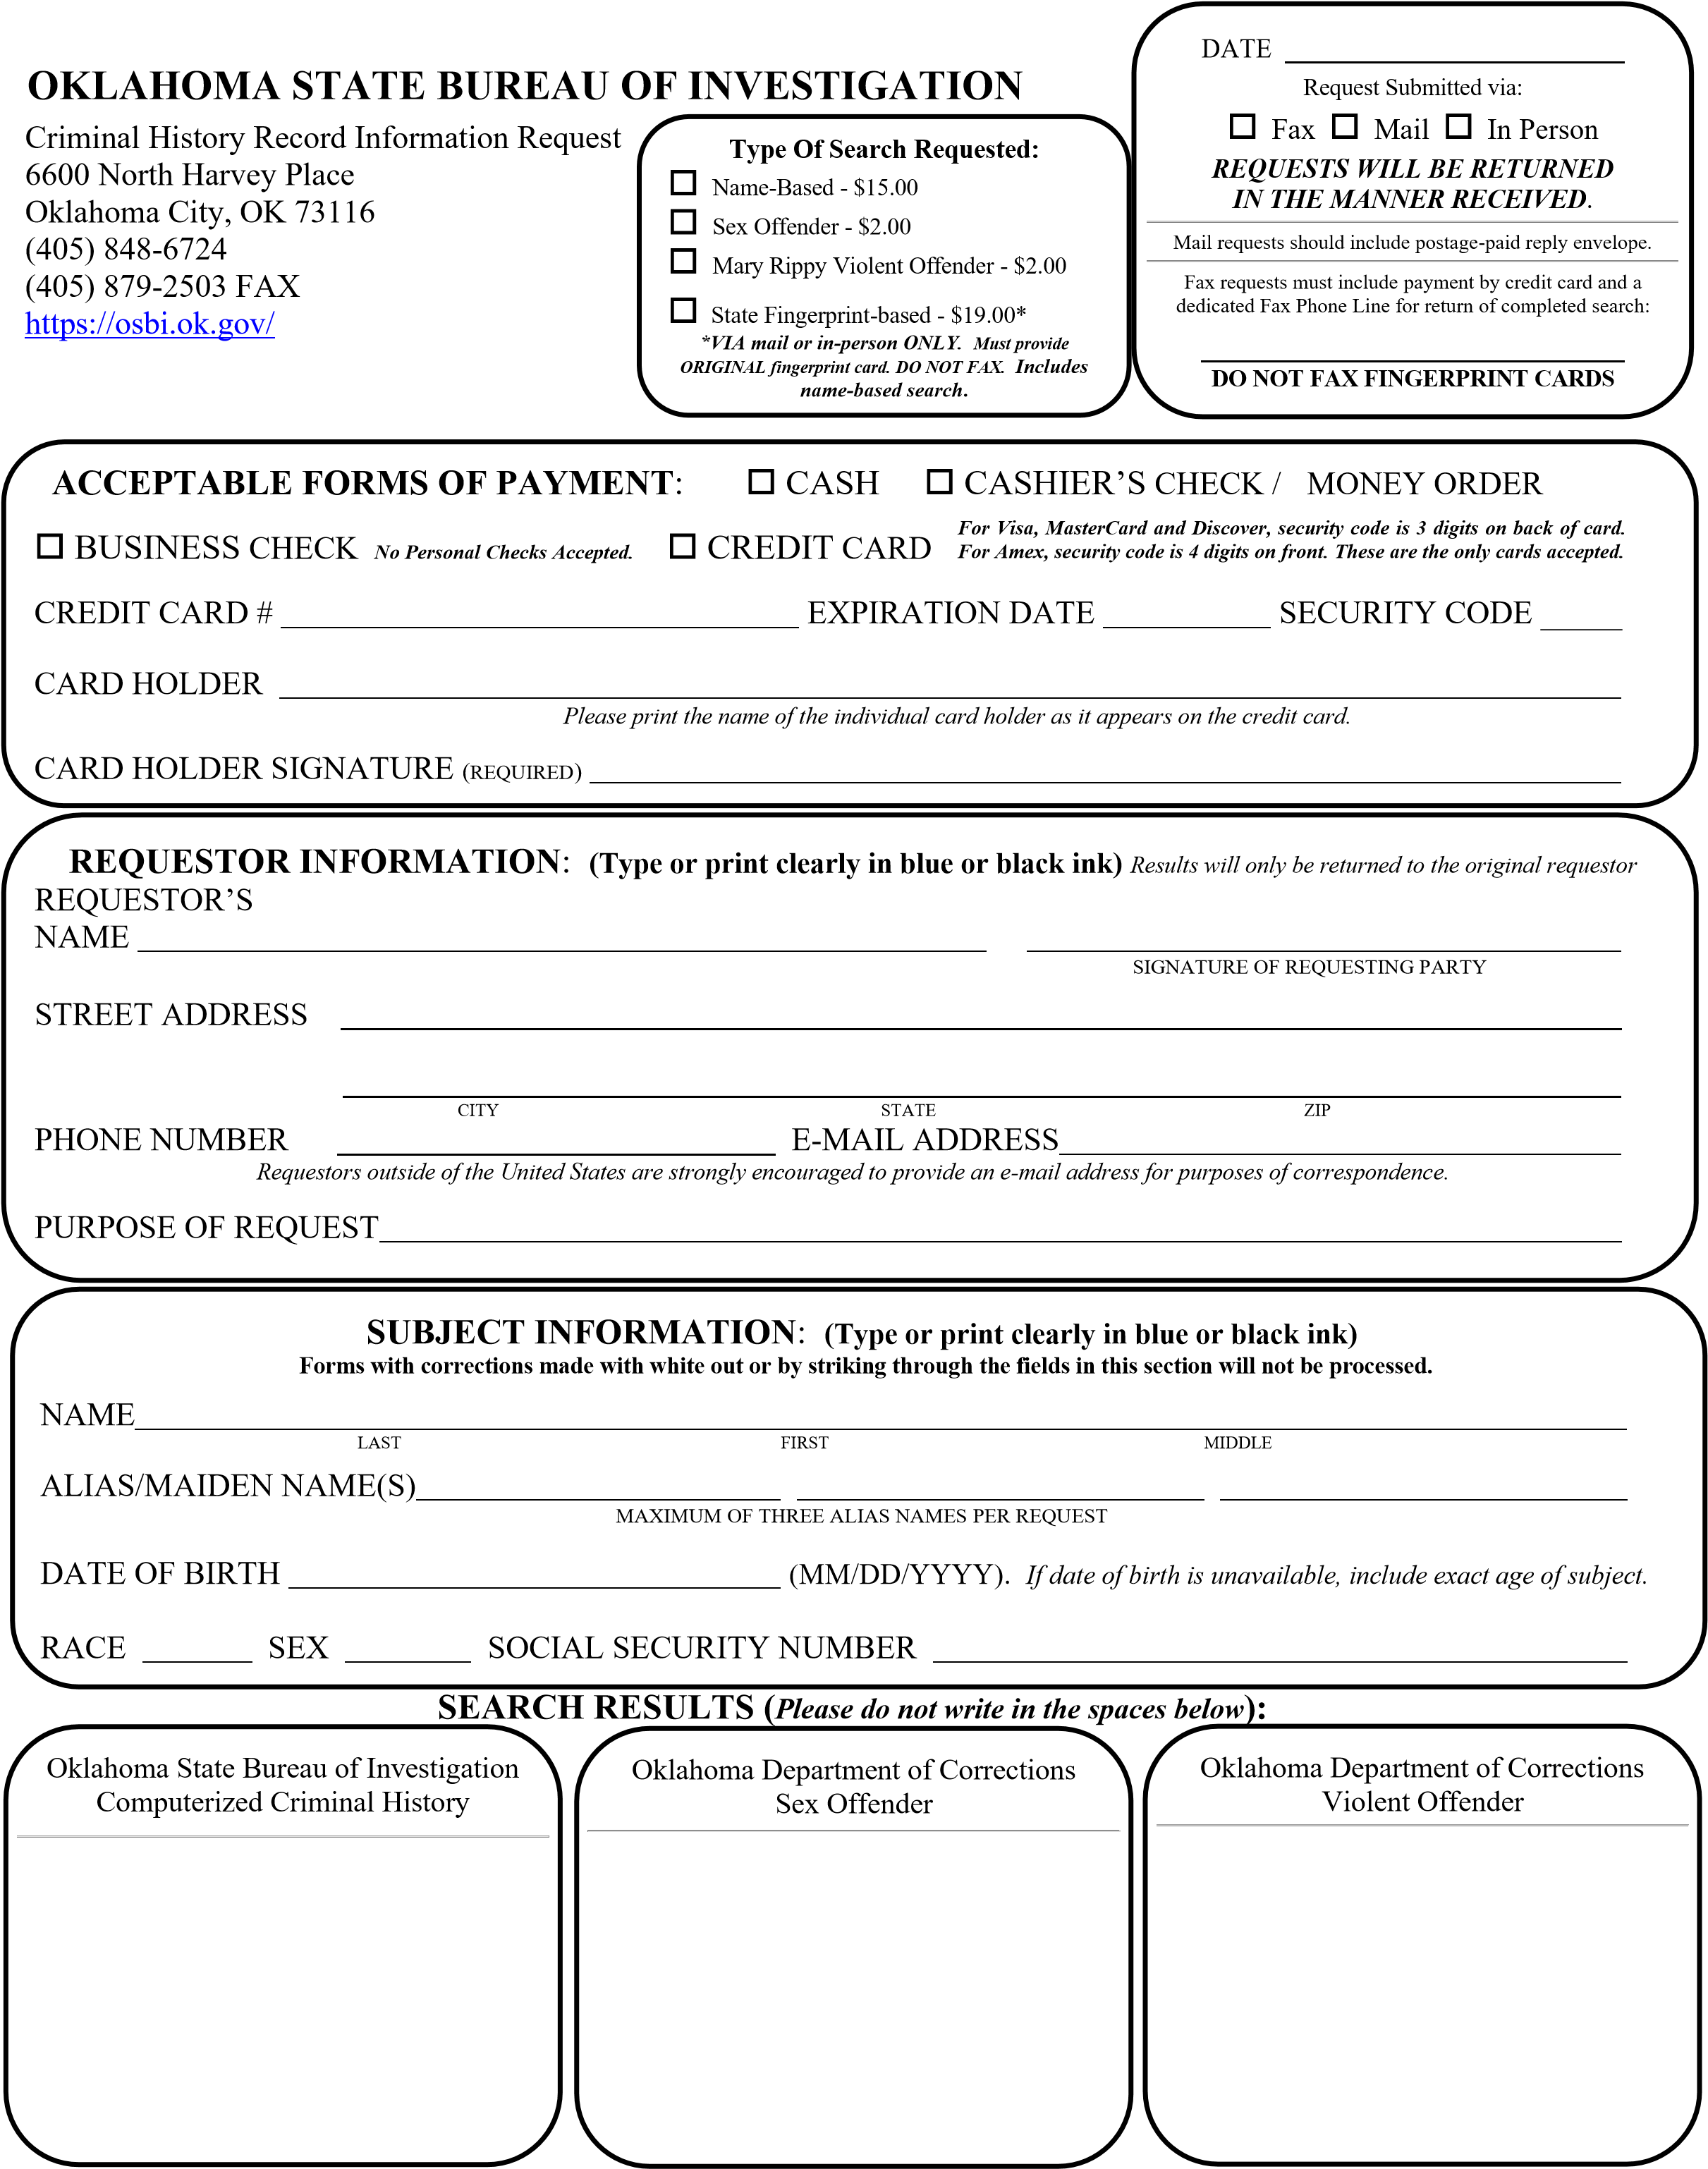 OKLAHOMA STATE BUREAU OF INVESTIGATION
Criminal History Record Information Request
6600 North Harvey Place
Oklahoma City, OK 73116
(405) 848-6724
(405) 879-2503 FAX
https://osbi.ok.gov/
Type Of Search Requested:
Name-Based - $15.00
Sex Offender - $2.00
Mary Rippy Violent Offender - $2.00
State Fingerprint-based - $19.00*
*VIA mail or in-person ONLY. Must provide
ORIGINAL fingerprint card. DO NOT FAX. Includes
name-based search.
DATE
Request Submitted via:
Fax Mail In Person
REQUESTS WILL BE RETURNED
IN THE MANNER RECEIVED.
Mail requests should include postage-paid reply envelope.
Fax requests must include payment by credit card and a
dedicated Fax Phone Line for return of completed search:
DO NOT FAX FINGERPRINT CARDS
ACCEPTABLE FORMS OF PAYMENT: CASH CASHIER'S CHECK / MONEY ORDER
BUSINESS CHECK No Personal Checks Accepted. CREDIT CARD
For Visa, MasterCard and Discover, security code is 3 digits on back of card.
For Amex, security code is 4 digits on front. These are the only cards accepted.
CREDIT CARD # EXPIRATION DATE SECURITY CODE
CARD HOLDER
Please print the name of the individual card holder as it appears on the credit card.
CARD HOLDER SIGNATURE (REQUIRED)
REQUESTOR INFORMATION: (Type or print clearly in blue or black ink) Results will only be returned to the original requestor
REQUESTOR'S
NAME
SIGNATURE OF REQUESTING PARTY
STREET ADDRESS
CITY STATE ZIP
PHONE NUMBER E-MAIL ADDRESS
Requestors outside of the United States are strongly encouraged to provide an e-mail address for purposes of correspondence.
PURPOSE OF REQUEST
SUBJECT INFORMATION: (Type or print clearly in blue or black ink)
Forms with corrections made with white out or by striking through the fields in this section will not be processed.
NAME
LAST FIRST MIDDLE
ALIAS/MAIDEN NAME(S)
MAXIMUM OF THREE ALIAS NAMES PER REQUEST
DATE OF BIRTH (MM/DD/YYYY). If date of birth is unavailable, include exact age of subject.
RACE SEX SOCIAL SECURITY NUMBER
SEARCH RESULTS (Please do not write in the spaces below):
Oklahoma State Bureau of Investigation
Computerized Criminal History
Oklahoma Department of Corrections
Sex Offender
Oklahoma Department of Corrections
Violent Offender